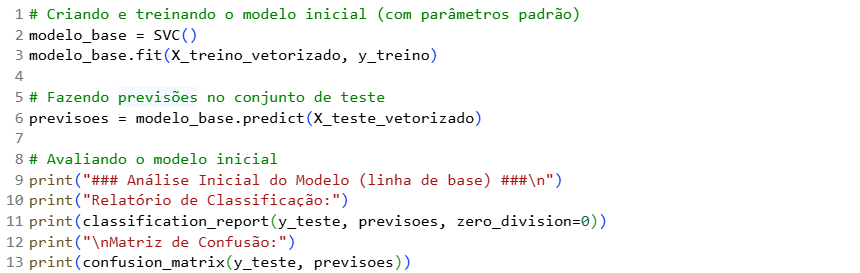 1 # Criando e treinando o modelo inicial (com parâmetros padrão)
2 modelo_base = SVC()
3 modelo_base.fit(X_treino_vetorizado, y_treino)
4
5 # Fazendo previsões no conjunto de teste
6 previsoes = modelo_base.predict(X_teste_vetorizado)
7
8 # Avaliando o modelo inicial
9 print("### Análise Inicial do Modelo (linha de base) ###\n")
10 print("Relatório de Classificação:")
11 print(classification_report(y_teste, previsoes, zero_division=0))
12 print("\nMatriz de Confusão:")
13 print(confusion_matrix(y_teste, previsoes))